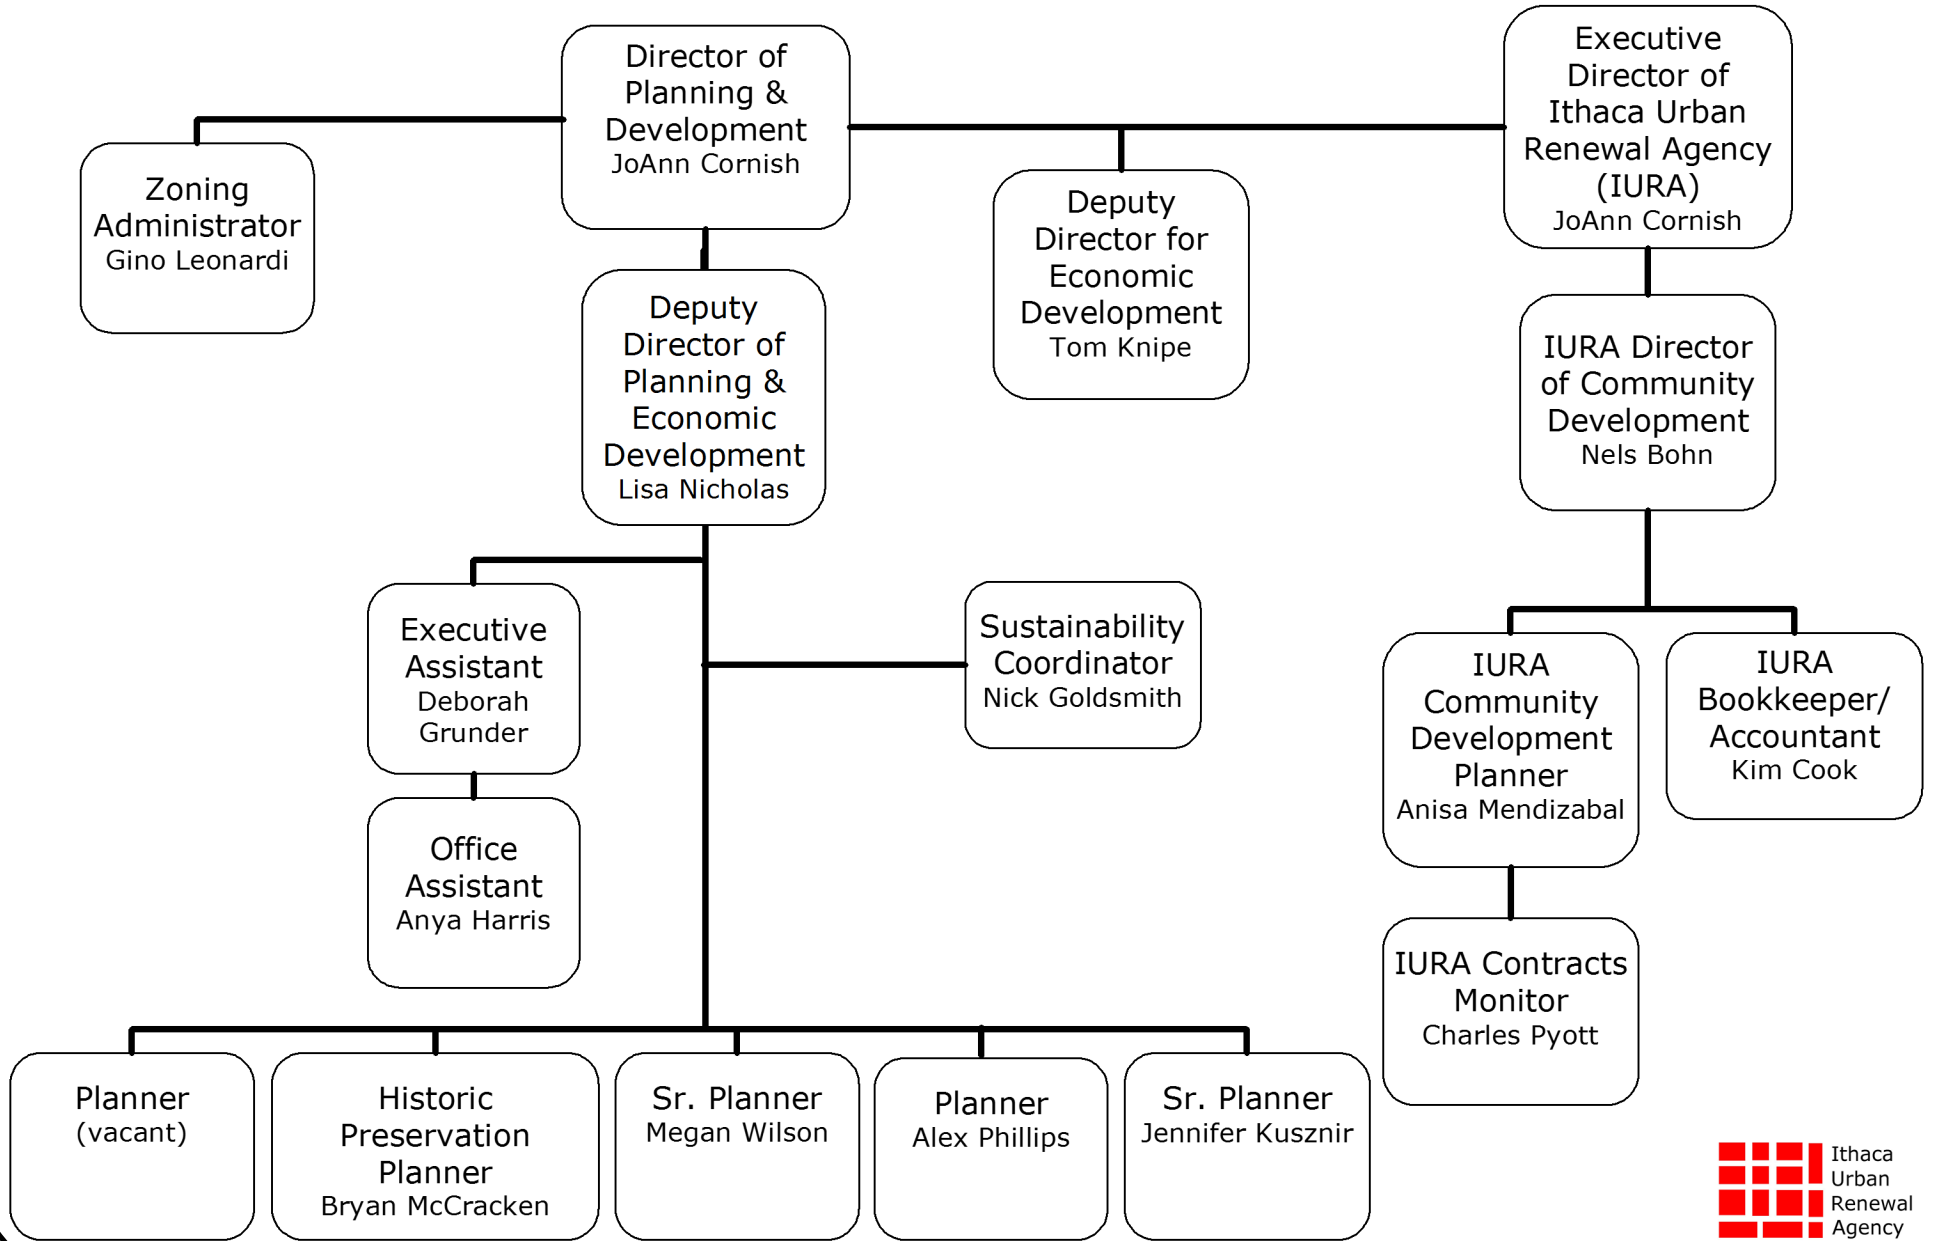 Director of
Planning &
Development
JoAnn Cornish
Executive
Director of
Ithaca Urban
Renewal Agency
(IURA)
JoAnn Cornish
Zoning
Administrator
Gino Leonardi
Deputy
Director for
Economic
Development
Tom Knipe
Deputy
Director of
Planning &
Economic
Development
Lisa Nicholas
IURA Director
of Community
Development
Nels Bohn
Executive
Assistant
Deborah
Grunder
Sustainability
Coordinator
Nick Goldsmith
IURA
Community
Development
Planner
Anisa Mendizabal
IURA
Bookkeeper/
Accountant
Kim Cook
Office
Assistant
Anya Harris
IURA Contracts
Monitor
Charles Pyott
Planner
(vacant)
Historic
Preservation
Planner
Bryan McCracken
Sr. Planner
Megan Wilson
Planner
Alex Phillips
Sr. Planner
Jennifer Kusznir
Ithaca
Urban
Renewal
Agency